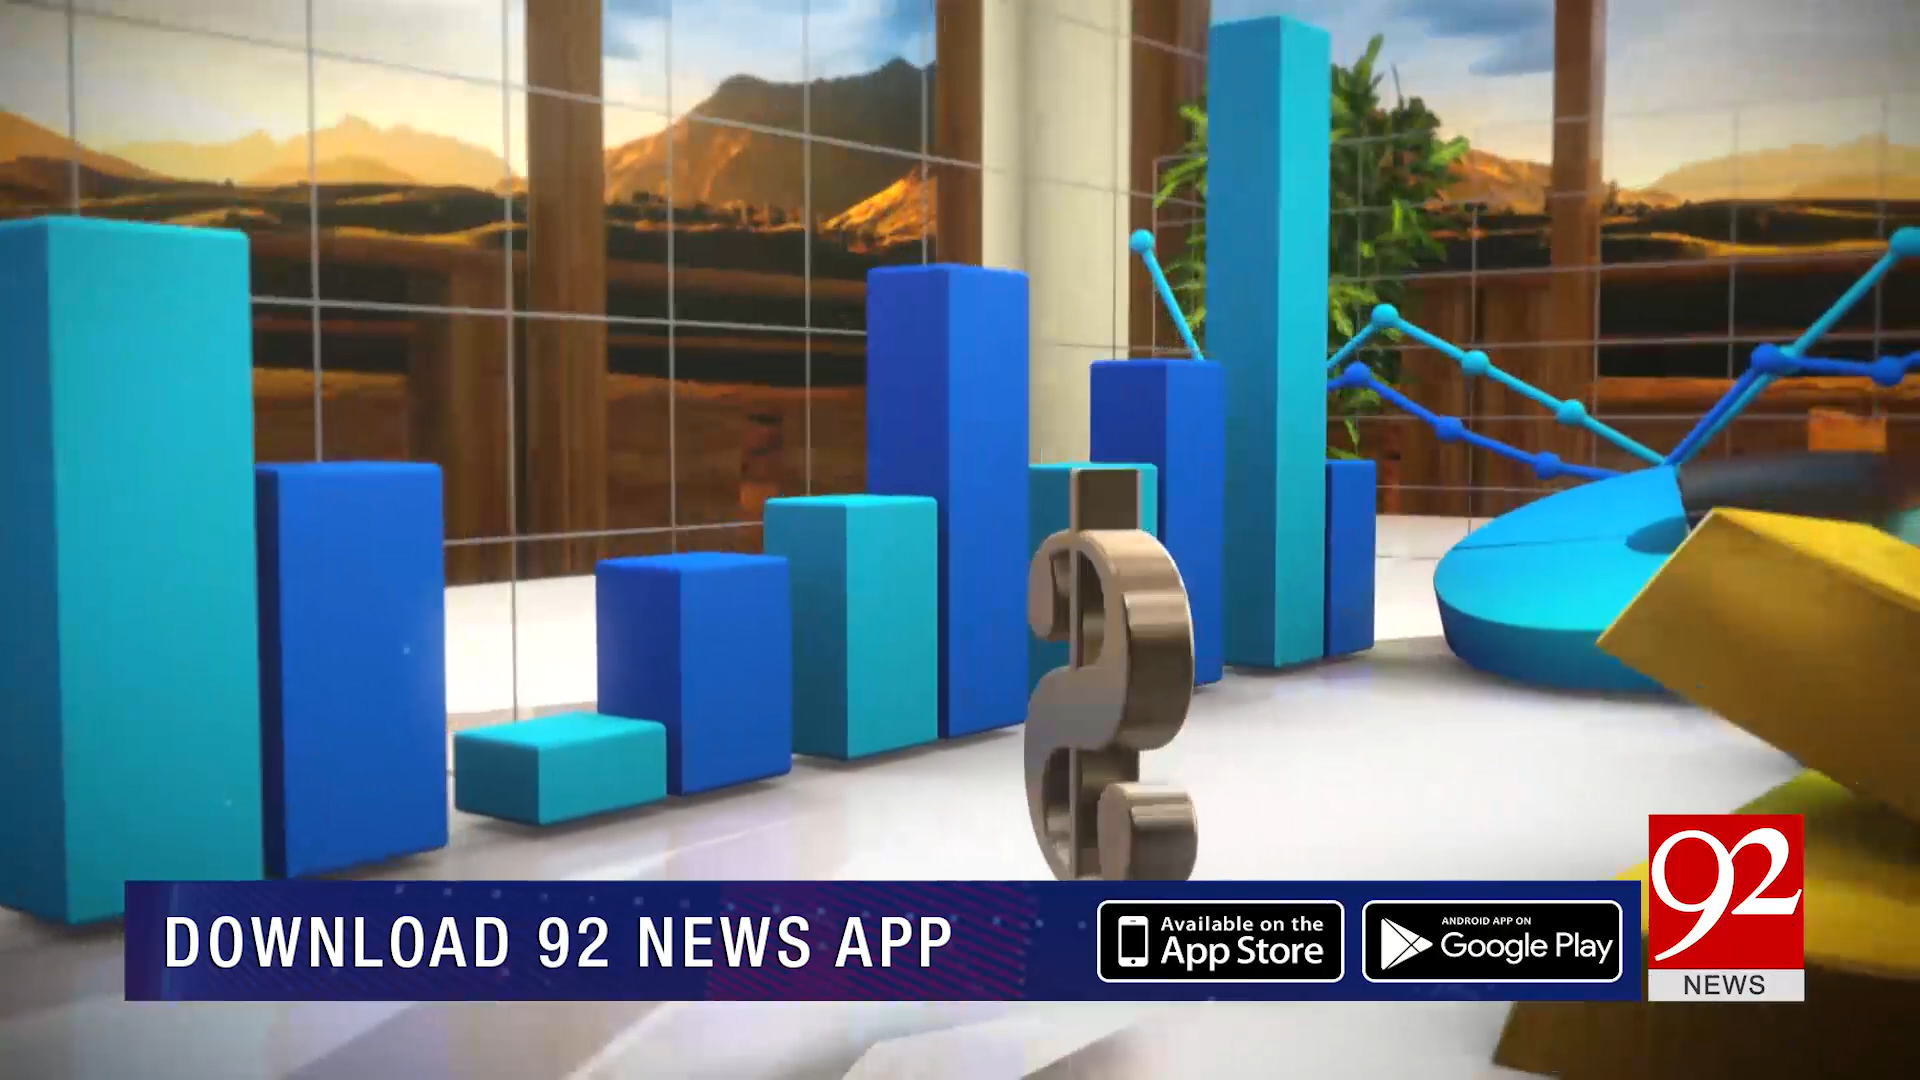 DOWNLOAD 92 NEWS APP
Available on the
App Store
ANDROID APP ON
Google Play
92
NEWS
$